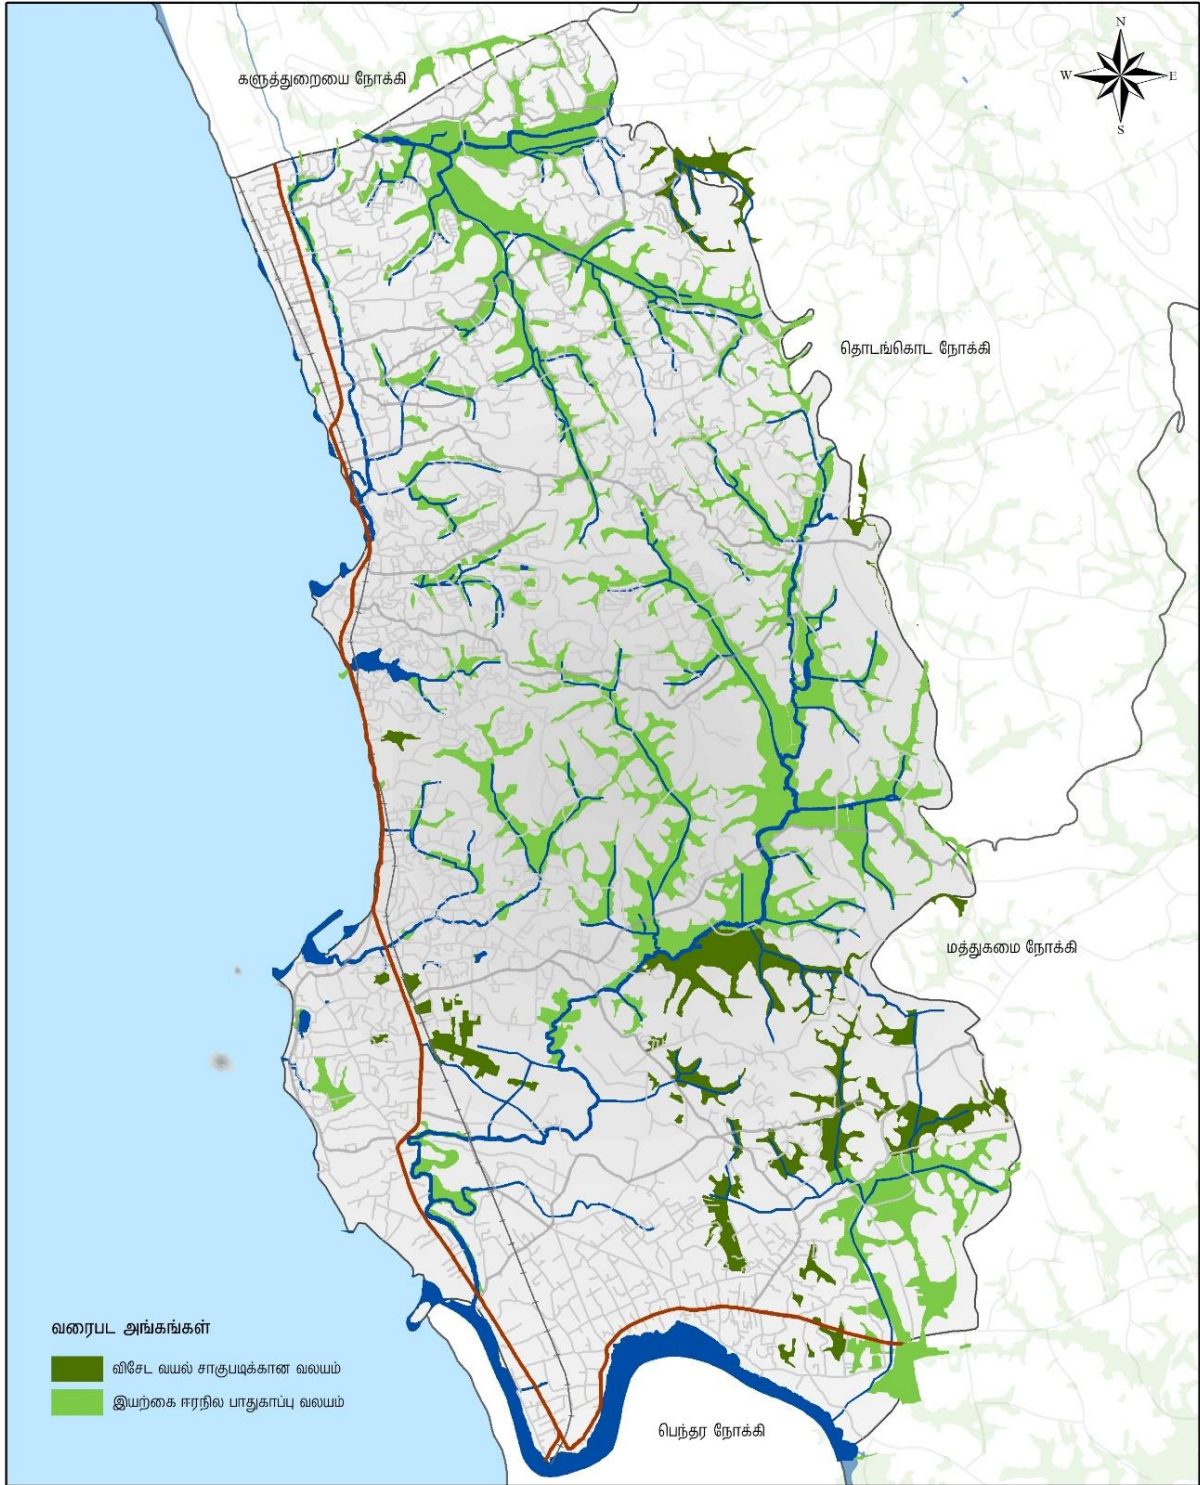 களுத்துறையை நோக்கி
N
W
E
S
தொடங்கொட நோக்கி
மத்துகமை நோக்கி
வரைபட அங்கங்கள்
விசேட வயல் சாகுபடிக்கான வலயம்
இயற்கை ஈரநில பாதுகாப்பு வலயம்
பெந்தர நோக்கி